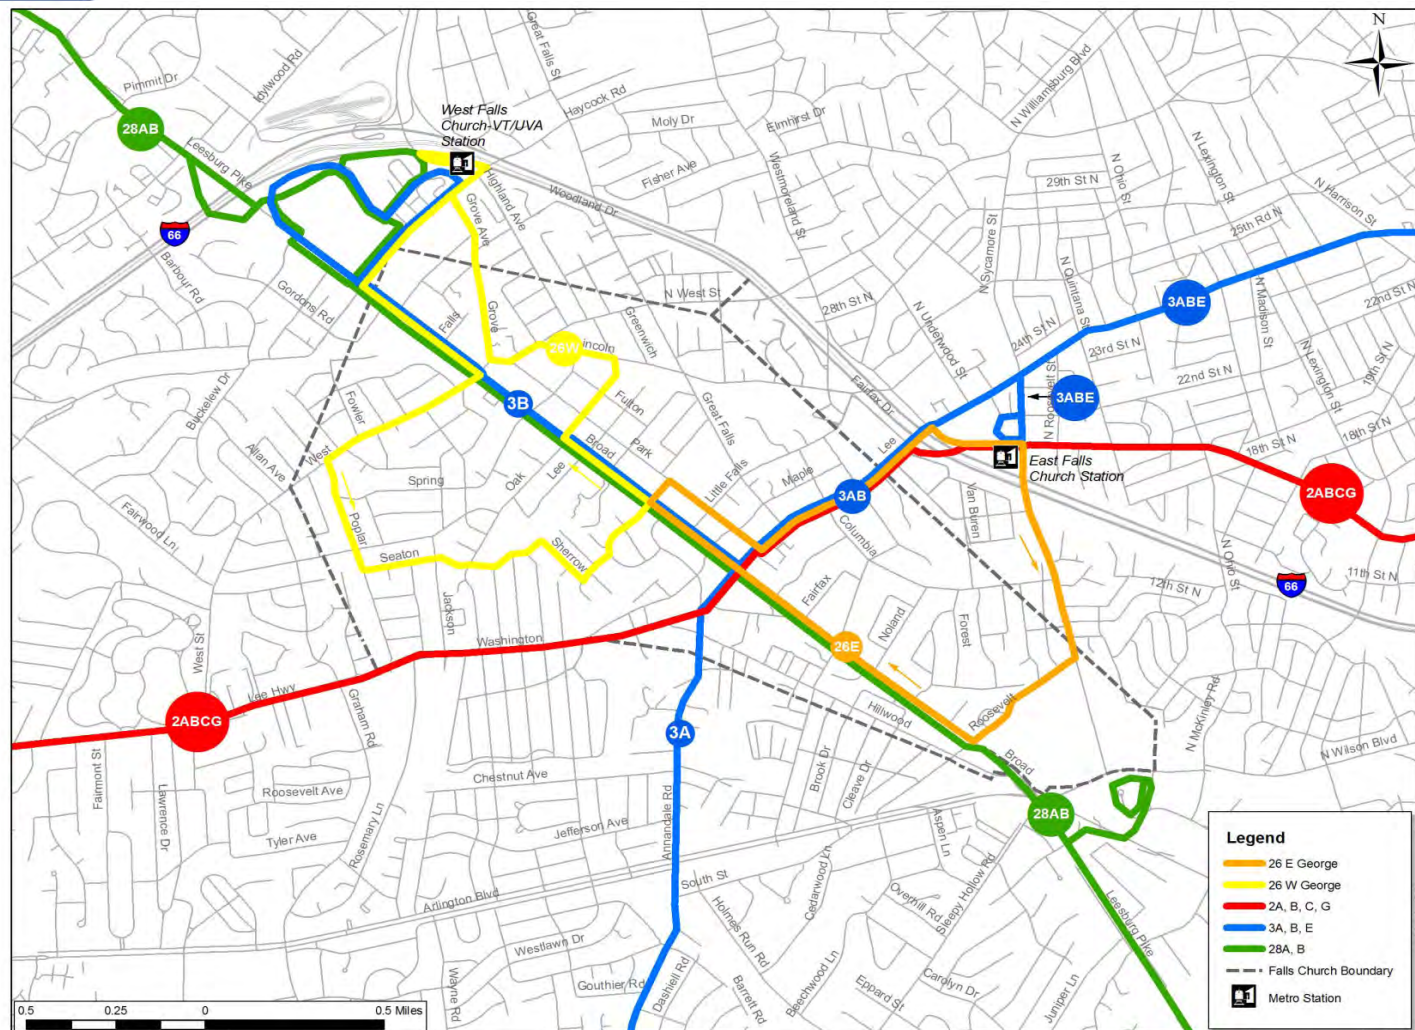 N
Pimmit Dr
Idylwood Rd
Great Falls St
Haycock Rd
Moly Dr
Elmhirst Dr
N Williamsburg Blvd
28AB
Leesburg Pike
West Falls
Church-VT/UVA
Station
Fisher Ave
Westmoreland St
N Lexington St
N Ohio St
29th St N
N Harrison St
Highland Ave
Woodland Dr
Grove Ave
25th Rd N
N Sycamore St
66
Barbour Rd
Gordons Rd
N West St
28th St N
N Quintana St
3ABE
N Madison St
22nd St N
Falls
Grove
Greenwich
N Underwood St
24th St N
23rd St N
26W
incoln
N Lexington St
19th St N
Buckelew Dr
Fowler
3B
Fulton
Great Falls
Fairfax Dr
22nd St N
N Roosevelt St
3ABE
Allan Ave
West
Broad
Park
Lee
18th St N
18th St N
Spring
Oak
Lee
Little Falls
Maple
East Falls
Church Station
3AB
2ABCG
Fairwood Ln
Poplar
Seaton
Sherrow
Columbia
Van Buren
N Ohio St
11th St N
12th St N
66
Jackson
Fairfax
Noland
Forest
Washington
26E
West St
Lee Hwy
2ABCG
Graham Rd
3A
Hillwood
Roosevelt
N McKinley Rd
N Wilson Blvd
Broad
Fairmont St
Lawrence Dr
Roosevelt Ave
Chestnut Ave
Brook Dr
Cleave Dr
Tyler Ave
Rosemary Ln
Jefferson Ave
Annandale Rd
28AB
Aspen Ln
South St
Arlington Blvd
Cedarwood Ln
Overhill Rd
Sleepy Hollow Rd
Leesburg Pike
Holmes Run Rd
Westlawn Dr
Wayne Rd
Gouthier Rd
Dashiell Rd
Barrett Rd
Beechwood Ln
Eppard St
Carolyn Dr
Juniper Ln
Legend
26 E George
26 W George
2A, B, C, G
3A, B, E
28A, B
Falls Church Boundary
Metro Station
0.5 0.25 0 0.5 Miles